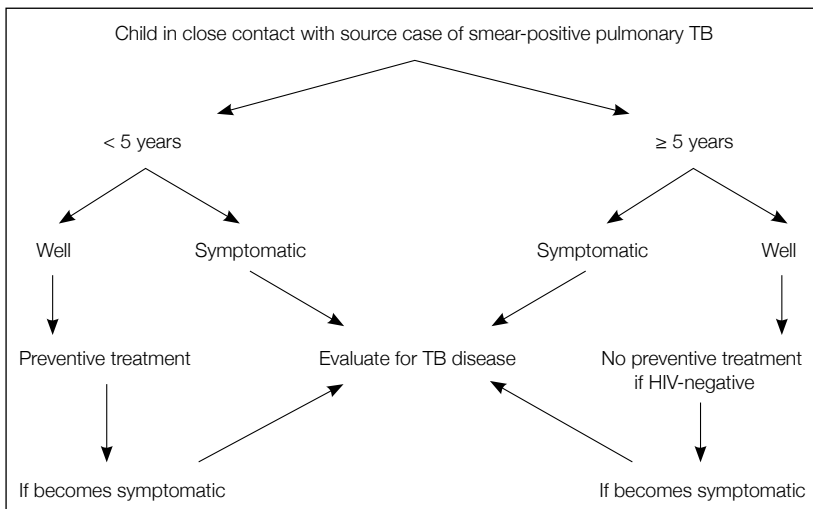 Child in close contact with source case of smear-positive pulmonary TB
< 5 years
≥ 5 years
Well
Symptomatic
Symptomatic
Well
Preventive treatment
Evaluate for TB disease
No preventive treatment
if HIV-negative
If becomes symptomatic
If becomes symptomatic